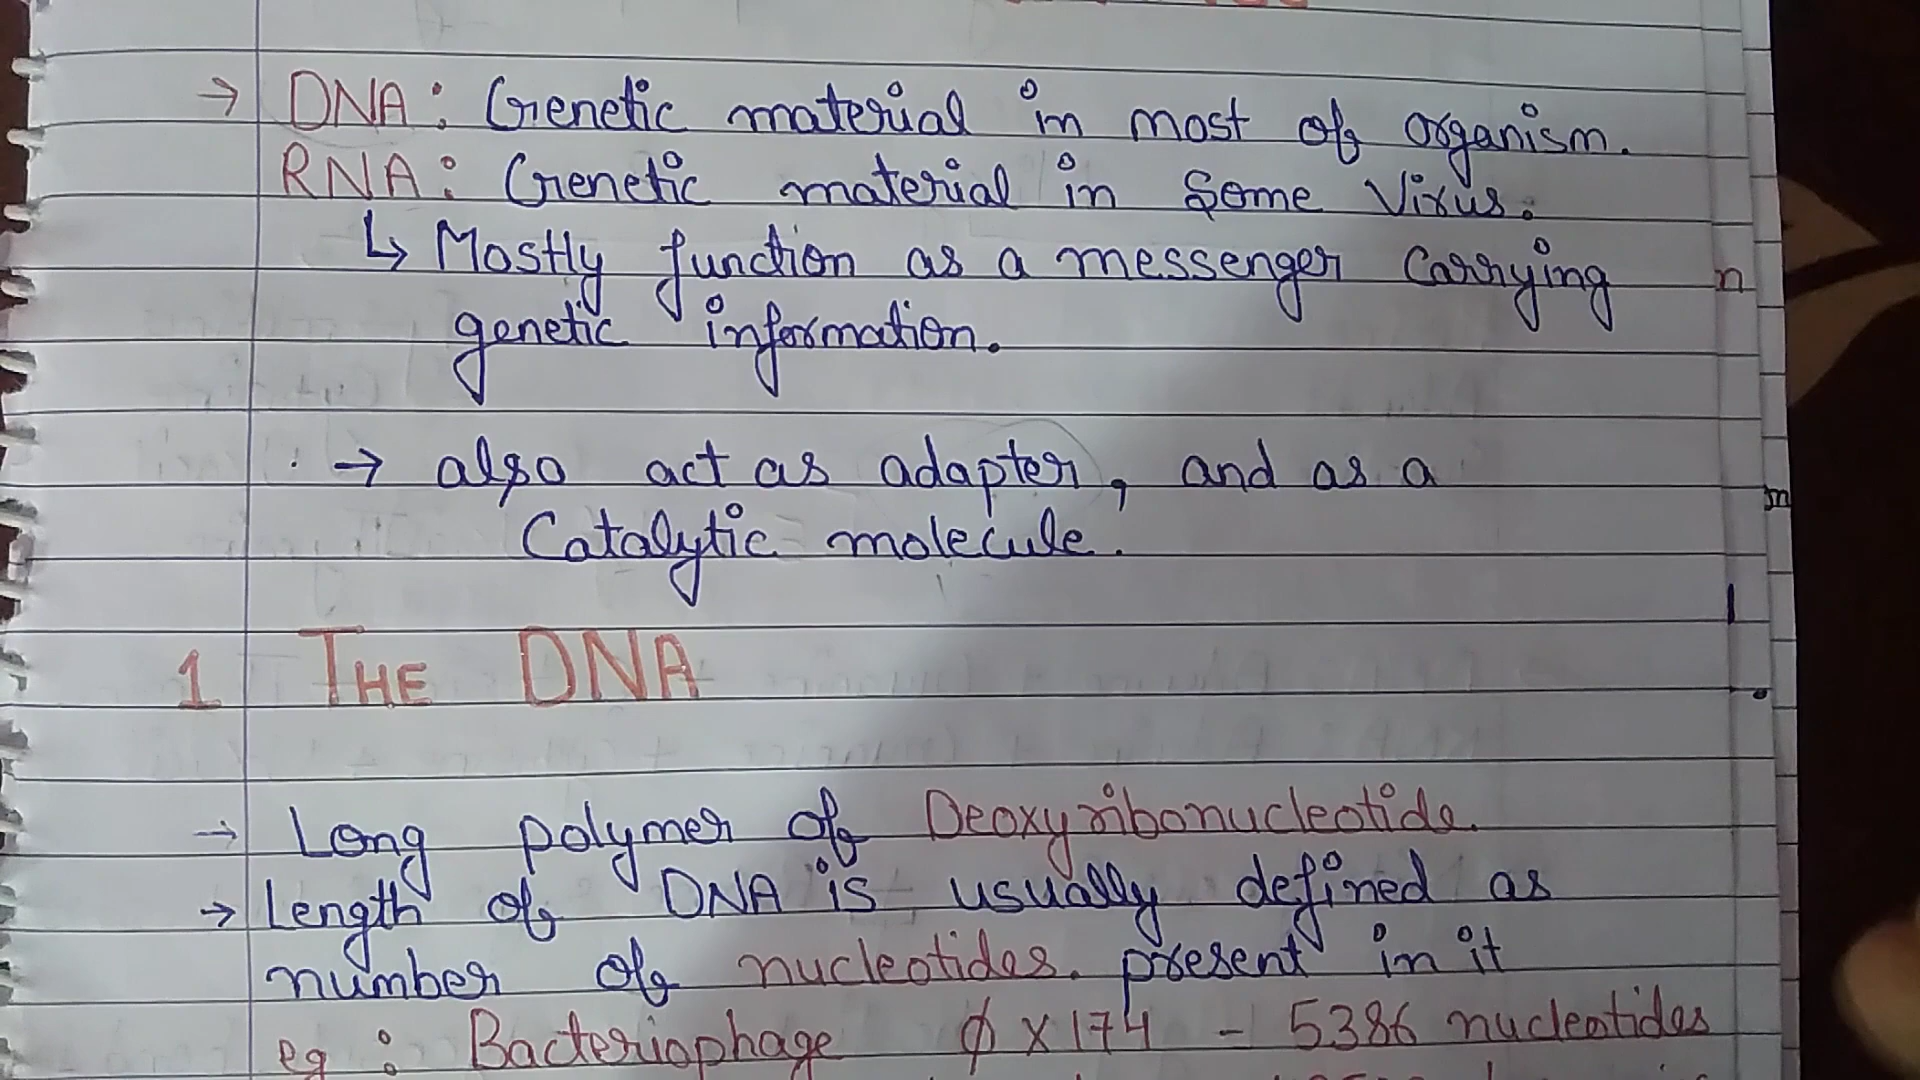 → DNA: Genetic material in most of organism.
RNA: Genetic material in Some Virus.
↳ Mostly function as a messenger Carrying
genetic information.
→ also act as adapter, and as a
Catalytic molecule.
1 THE DNA
→ Long polymer of Deoxyribonucleotide.
→ Length of DNA is usually defined as
number of nucleotides. present in it
eg: Bacteriophage ϕ x 174 - 5386 nucleotides